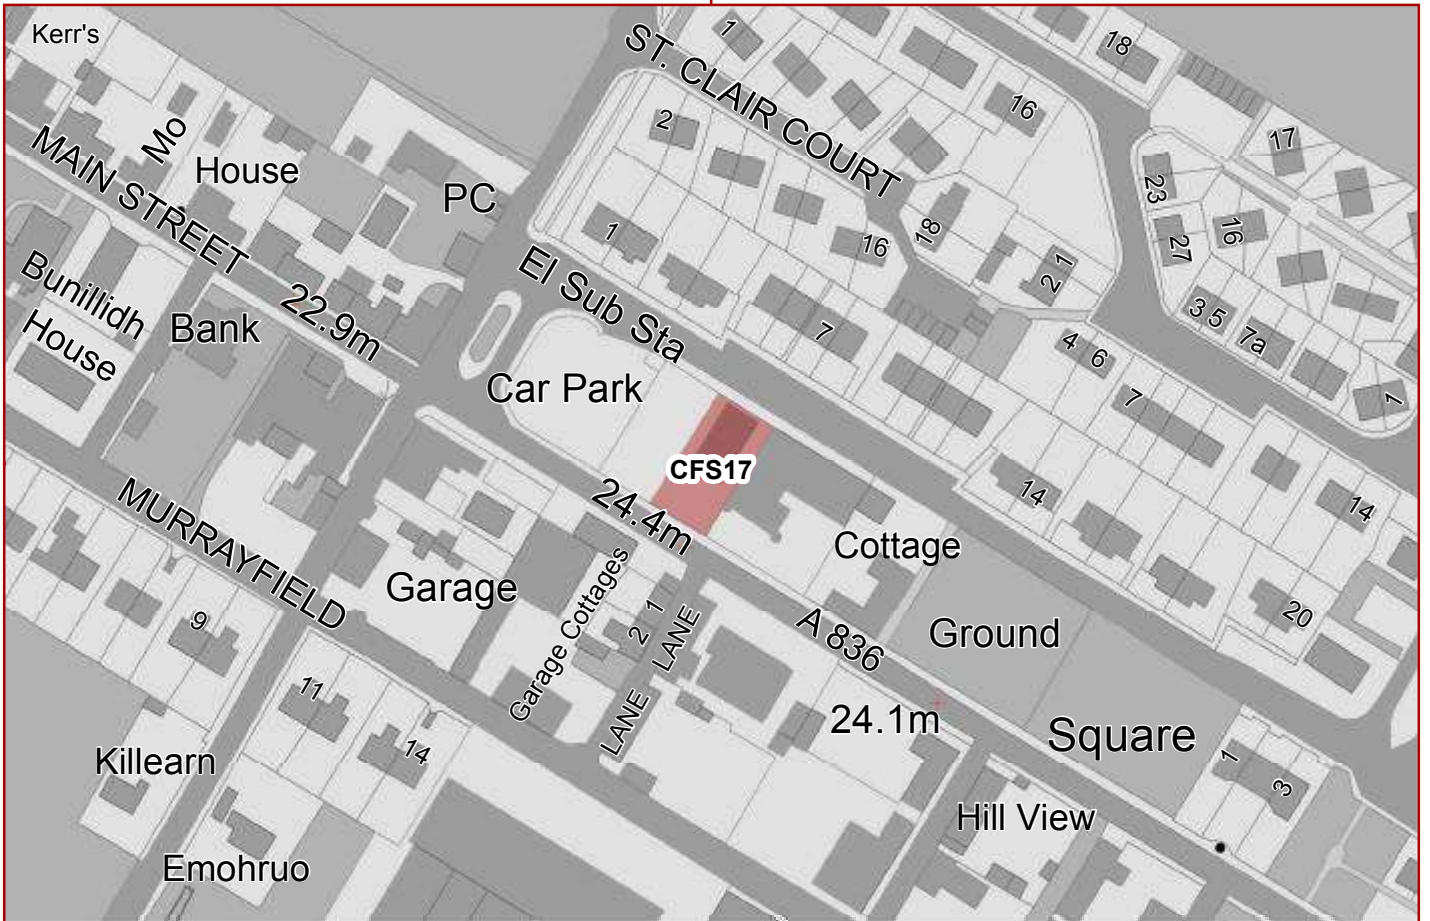 Kerr's
1
18
ST. CLAIR COURT
16
2
Mo
17
MAIN STREET
House
PC
23
1
16
18
27
16
Bunillidh
House
El Sub Sta
2 1
22.9m
Bank
7
3 5
7a
4 6
Car Park
7
1
CFS17
14
14
24.4m
MURRAYFIELD
Cottage
Garage
Garage Cottages
2 1
LANE
LANE
9
A 836
Ground
20
11
24.1m
Square
14
Killearn
1
3
Hill View
Emohruo